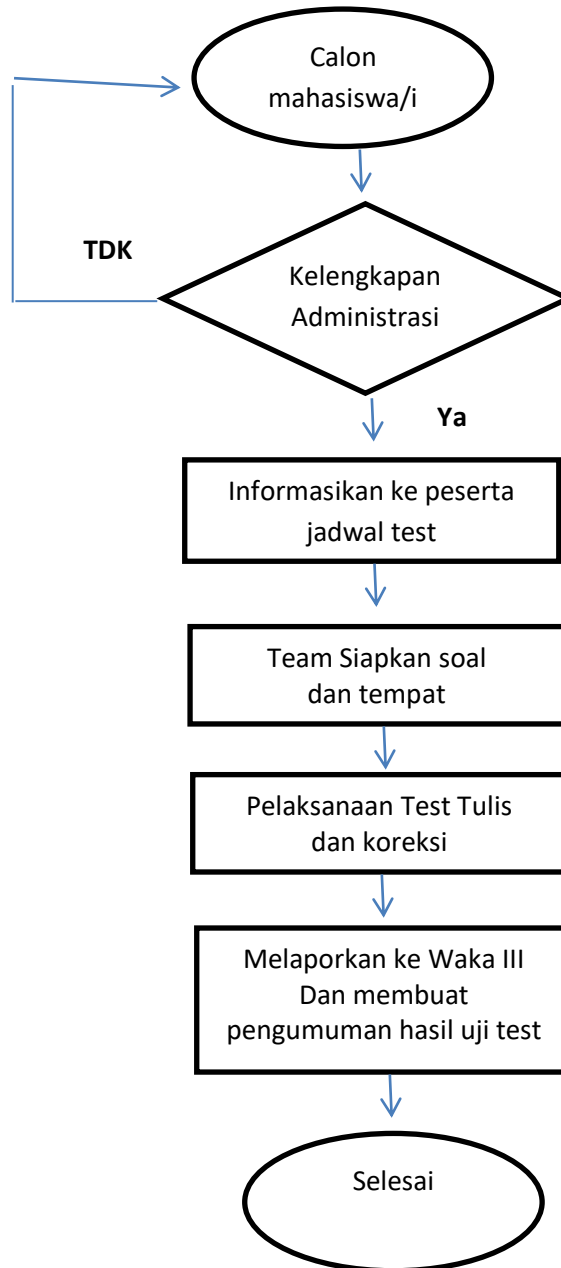 Calon
mahasiswa/i
TDK
Kelengkapan
Administrasi
Ya
Informasikan ke peserta
jadwal test
Team Siapkan soal
dan tempat
Pelaksanaan Test Tulis
dan koreksi
Melaporkan ke Waka III
Dan membuat
pengumuman hasil uji test
Selesai